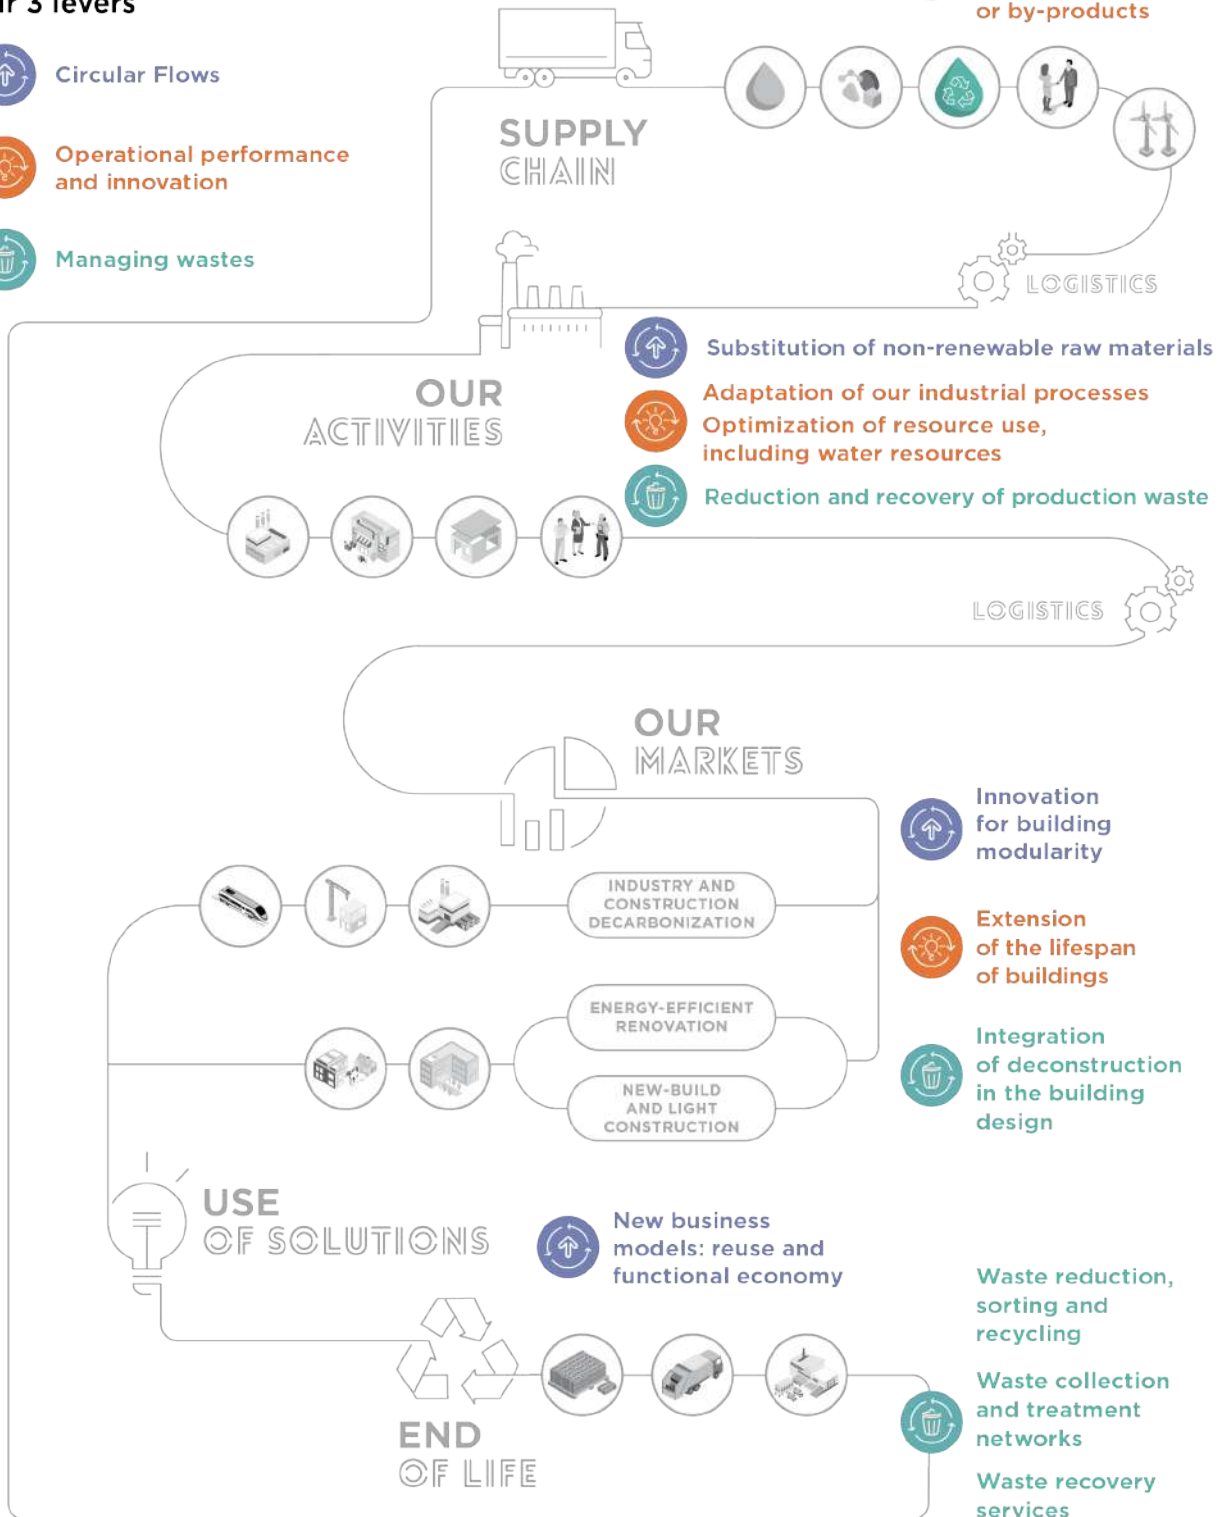 3 levers
or by-products
Circular Flows
Operational performance
and innovation
Managing wastes
SUPPLY
CHAIN
LOGISTICS
Substitution of non-renewable raw materials
OUR
ACTIVITIES
Adaptation of our industrial processes
Optimization of resource use,
including water resources
Reduction and recovery of production waste
LOGISTICS
OUR
MARKETS
Innovation
for building
modularity
INDUSTRY AND
CONSTRUCTION
DECARBONIZATION
Extension
of the lifespan
of buildings
ENERGY-EFFICIENT
RENOVATION
Integration
of deconstruction
in the building
design
NEW-BUILD
AND LIGHT
CONSTRUCTION
USE
OF SOLUTIONS
New business
models: reuse and
functional economy
Waste reduction,
sorting and
recycling
Waste collection
and treatment
networks
END
OF LIFE
Waste recovery
services